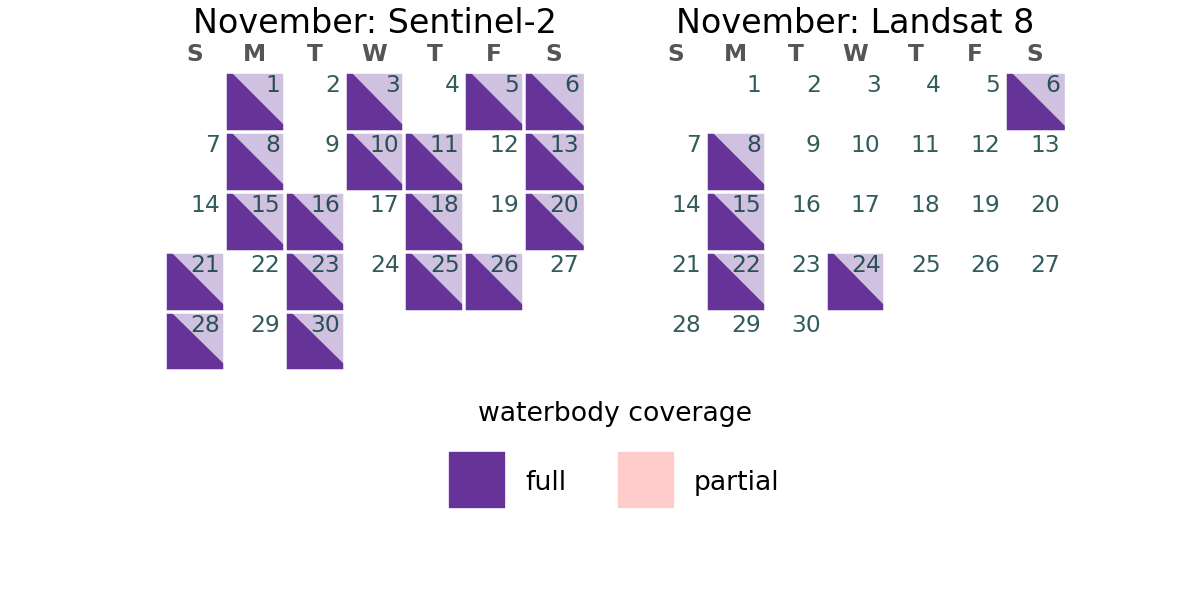 November: Sentinel-2
S M T W T F S
1 2 3 4 5 6
7 8 9 10 11 12 13
14 15 16 17 18 19 20
21 22 23 24 25 26 27
28 29 30
November: Landsat 8
S M T W T F S
1 2 3 4 5 6
7 8 9 10 11 12 13
14 15 16 17 18 19 20
21 22 23 24 25 26 27
28 29 30
waterbody coverage
full partial